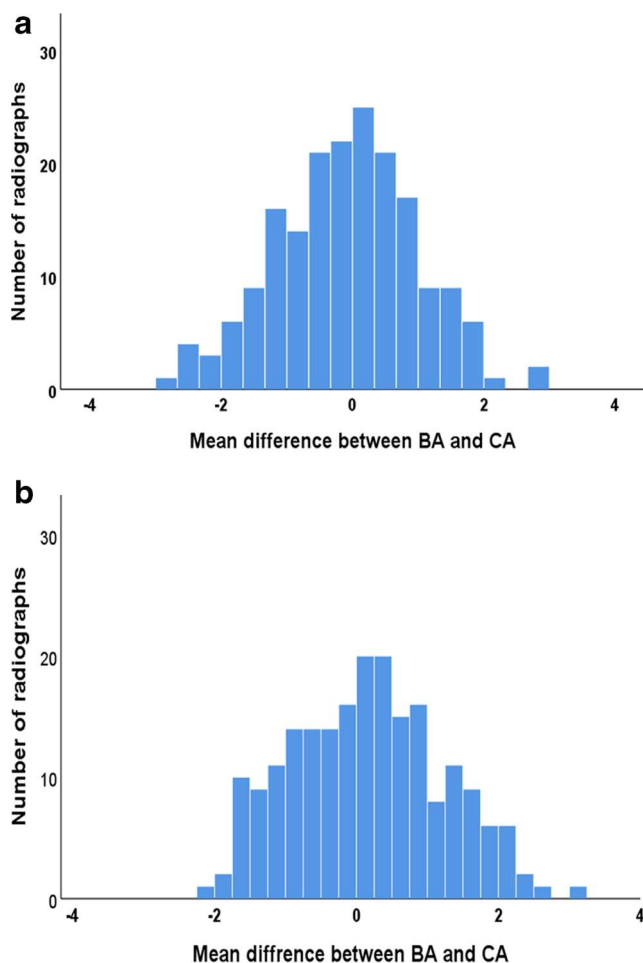 a
30
20
10
0
Number of radiographs
-4 -2 0 2 4
Mean difference between BA and CA
b
30
20
10
0
Number of radiographs
-4 -2 0 2 4
Mean diffrence between BA and CA